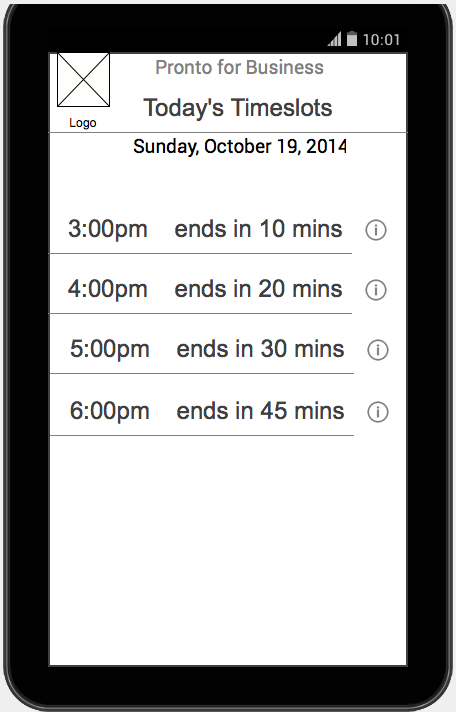 10:01
Pronto for Business
Today's Timeslots
Logo
Sunday, October 19, 2014
3:00pm ends in 10 mins
4:00pm ends in 20 mins
5:00pm ends in 30 mins
6:00pm ends in 45 mins